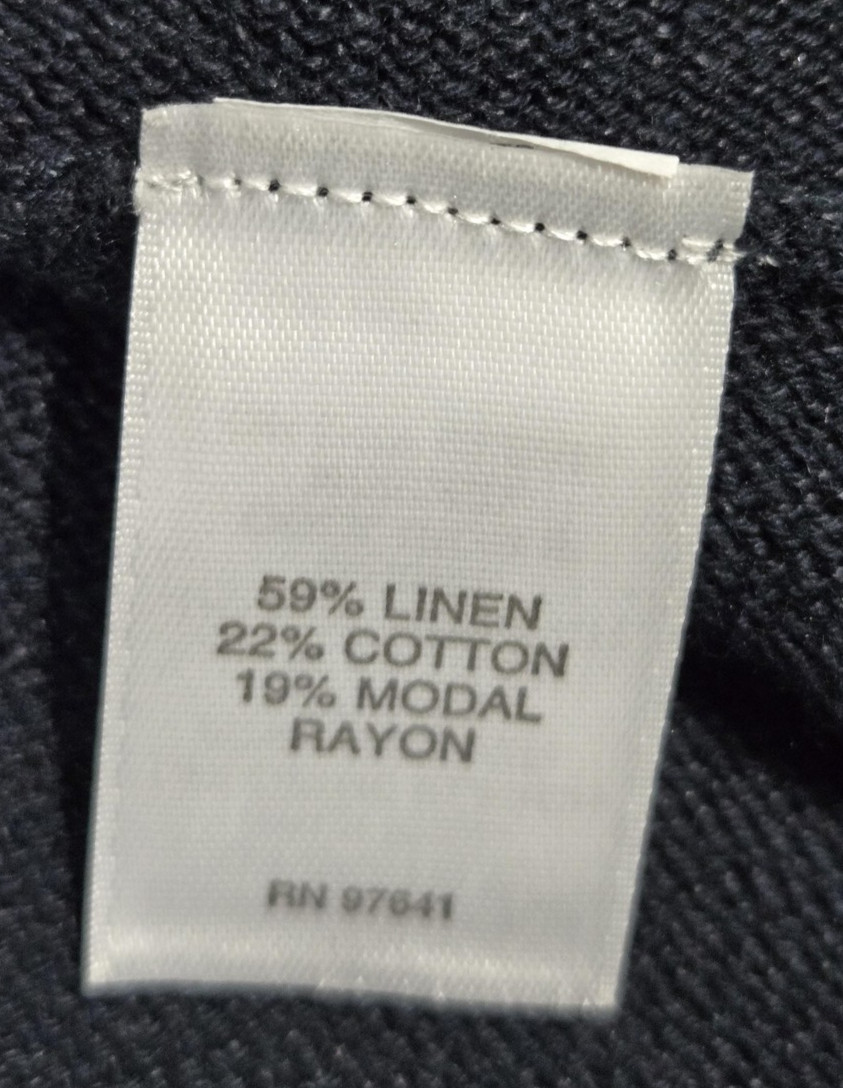 59% LINEN
22% COTTON
19% MODAL
RAYON
RN 97641